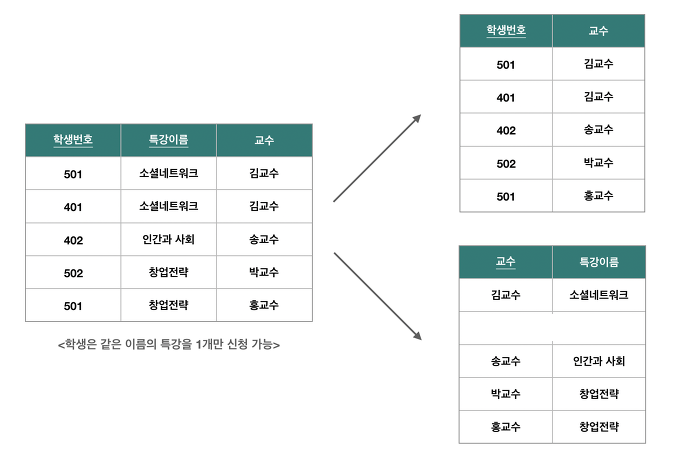 학생번호 특강이름 교수
501 소셜네트워크 김교수
401 소셜네트워크 김교수
402 인간과 사회 송교수
502 창업전략 박교수
501 창업전략 홍교수
<학생은 같은 이름의 특강을 1개만 신청 가능>
학생번호 교수
501 김교수
401 김교수
402 송교수
502 박교수
501 홍교수
교수 특강이름
김교수 소셜네트워크
송교수 인간과 사회
박교수 창업전략
홍교수 창업전략